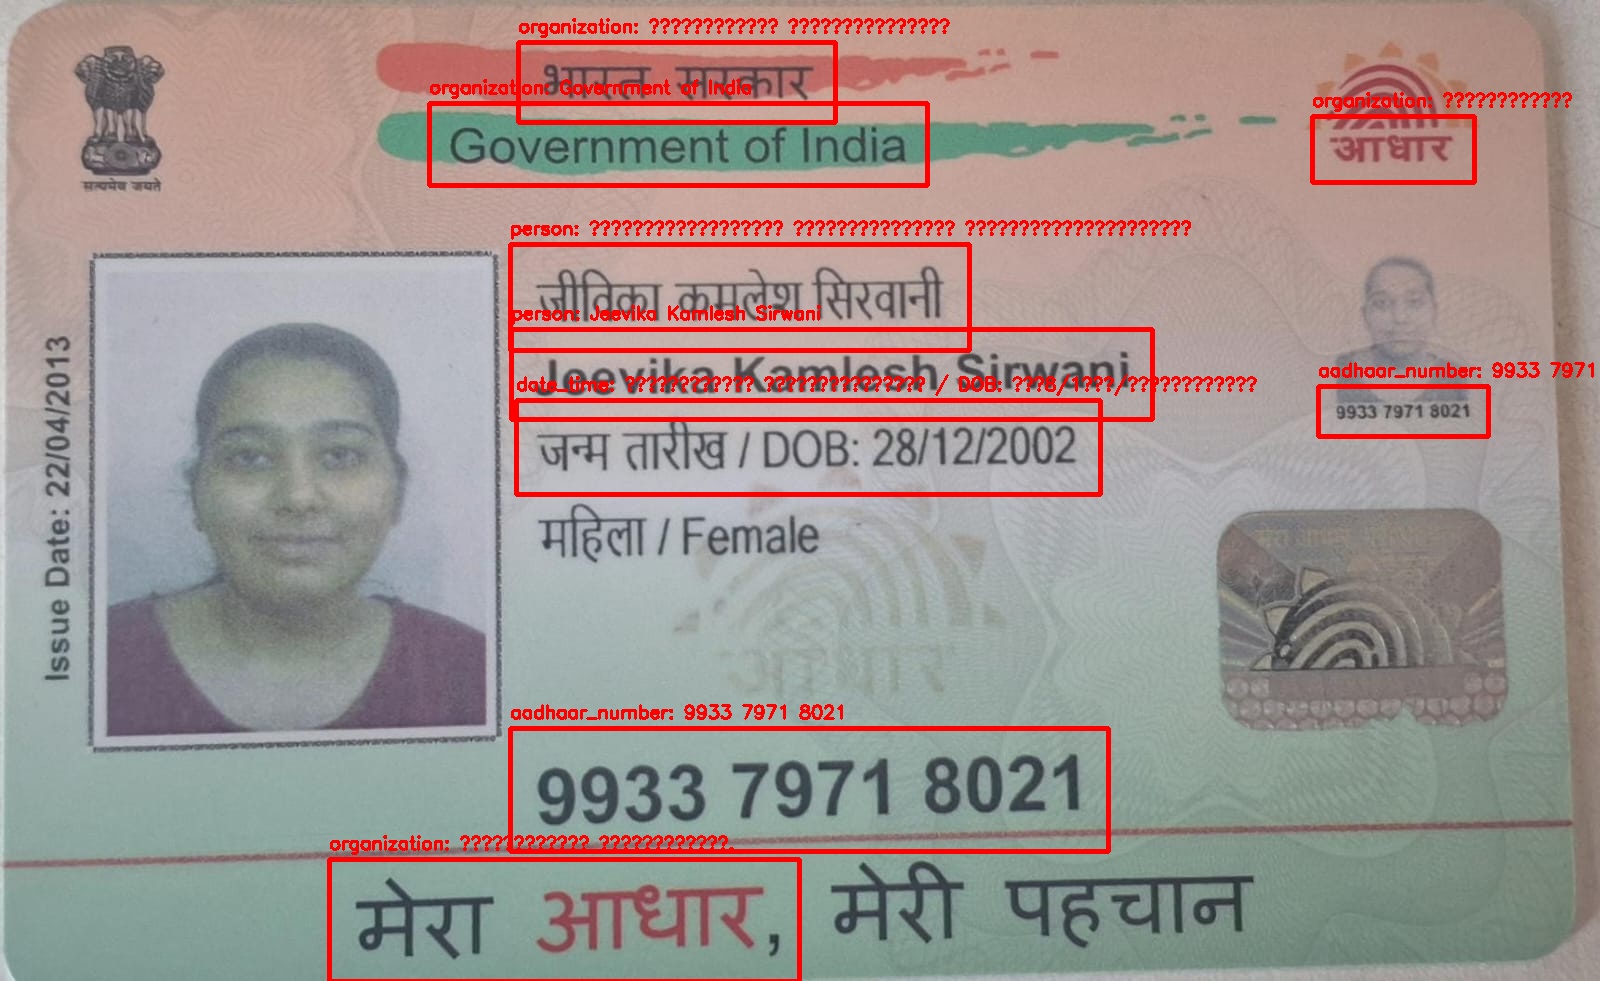 organization: ???????????? ???????????????
भारत सरकार
organization: Government of India
Government of India
सत्यमेव जयते
organization: ????????????
आधार
person: ?????????????????? ??????????????? ?????????????????????
जीविका कमलेश सिरवानी
person: Jeevika Kamlesh Sirwani
Jeevika Kamlesh Sirwani
date_time: ???????????? ??????????????? / DOB: ???8/1???/????????????
जन्म तारीख / DOB: 28/12/2002
महिला / Female
Issue Date: 22/04/2013
aadhaar_number: 9933 7971
9933 7971 8021
aadhaar_number: 9933 7971 8021
9933 7971 8021
organization: ???????????? ????????????,
मेरा आधार, मेरी पहचान